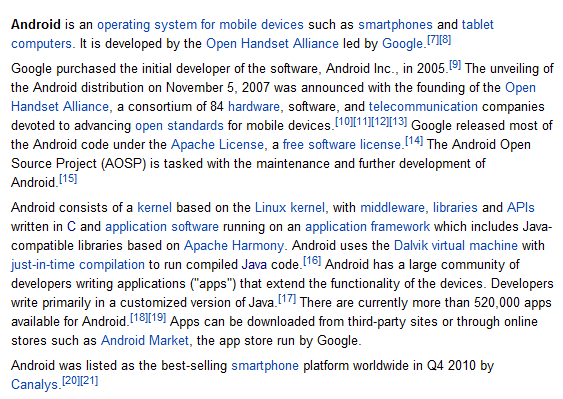 Android is an operating system for mobile devices such as smartphones and tablet
computers. It is developed by the Open Handset Alliance led by Google.[7][8]
Google purchased the initial developer of the software, Android Inc., in 2005.[9] The unveiling of
the Android distribution on November 5, 2007 was announced with the founding of the Open
Handset Alliance, a consortium of 84 hardware, software, and telecommunication companies
devoted to advancing open standards for mobile devices.[10][11][12][13] Google released most of
the Android code under the Apache License, a free software license.[14] The Android Open
Source Project (AOSP) is tasked with the maintenance and further development of
Android.[15]
Android consists of a kernel based on the Linux kernel, with middleware, libraries and APIs
written in C and application software running on an application framework which includes Java-
compatible libraries based on Apache Harmony. Android uses the Dalvik virtual machine with
just-in-time compilation to run compiled Java code.[16] Android has a large community of
developers writing applications ("apps") that extend the functionality of the devices. Developers
write primarily in a customized version of Java.[17] There are currently more than 520,000 apps
available for Android.[18][19] Apps can be downloaded from third-party sites or through online
stores such as Android Market, the app store run by Google.
Android was listed as the best-selling smartphone platform worldwide in Q4 2010 by
Canalys.[20][21]